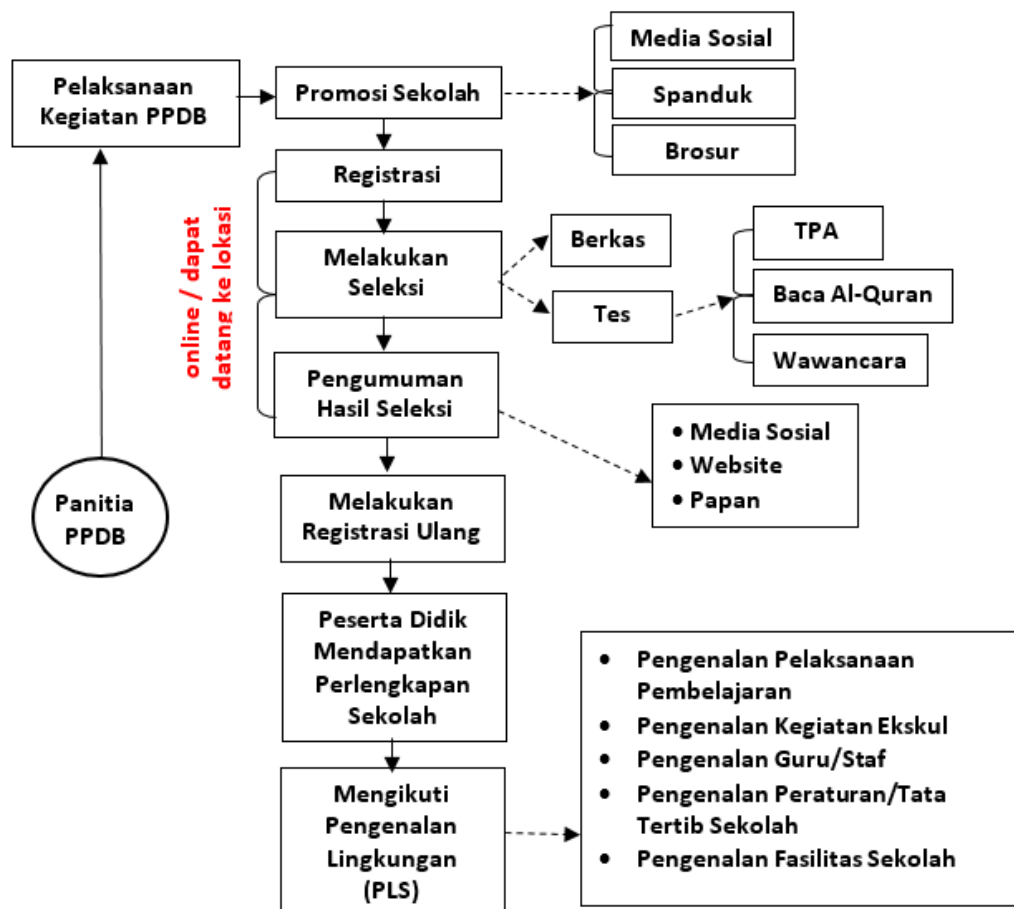 Pelaksanaan
Kegiatan PPDB
Promosi Sekolah
Media Sosial
Spanduk
Brosur
Registrasi
online / dapat
datang ke lokasi
Melakukan
Seleksi
Berkas
Tes
TPA
Baca Al-Quran
Wawancara
Pengumuman
Hasil Seleksi
• Media Sosial
• Website
• Papan
Panitia
PPDB
Melakukan
Registrasi Ulang
Peserta Didik
Mendapatkan
Perlengkapan
Sekolah
Mengikuti
Pengenalan
Lingkungan
(PLS)
• Pengenalan Pelaksanaan
Pembelajaran
• Pengenalan Kegiatan Ekskul
• Pengenalan Guru/Staf
• Pengenalan Peraturan/Tata
Tertib Sekolah
• Pengenalan Fasilitas Sekolah